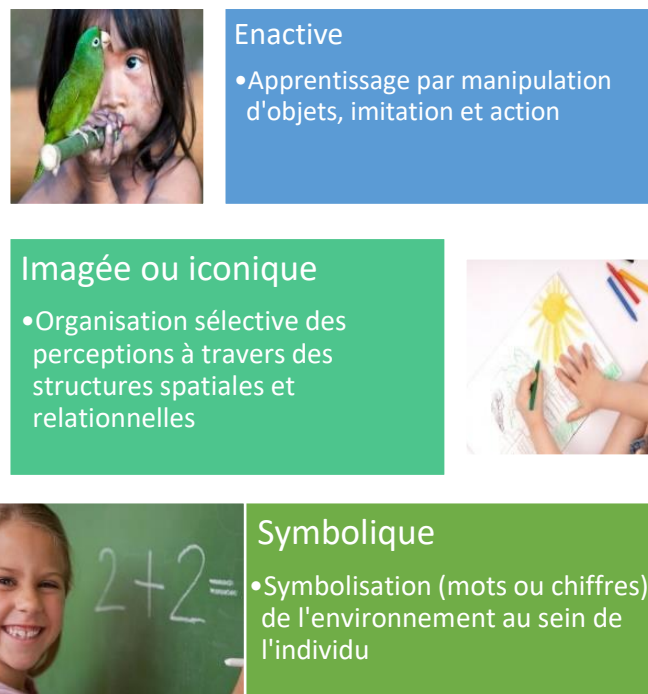 Enactive
•Apprentissage par manipulation
d'objets, imitation et action
Imagée ou iconique
•Organisation sélective des
perceptions à travers des
structures spatiales et
relationnelles
2+2=
Symbolique
•Symbolisation (mots ou chiffres)
de l'environnement au sein de
l'individu